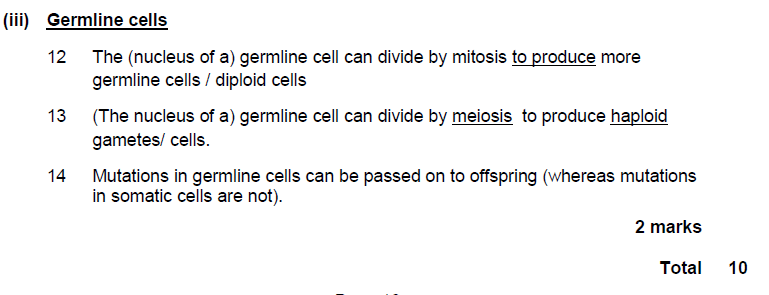 (iii) Germline cells
12 The (nucleus of a) germline cell can divide by mitosis to produce more
germline cells / diploid cells
13 (The nucleus of a) germline cell can divide by meiosis to produce haploid
gametes/ cells.
14 Mutations in germline cells can be passed on to offspring (whereas mutations
in somatic cells are not).
2 marks
Total 10